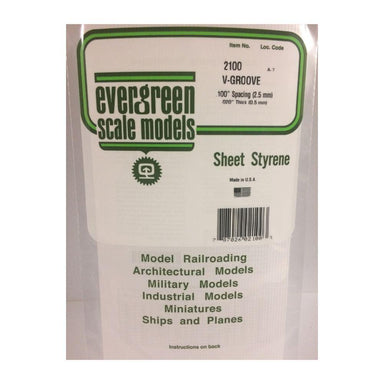 Item No. Loc. Code
2100 A-7
V-GROOVE
.100" Spacing (2.5 mm)
.020" Thick (0.5 mm)
evergreen
scale models
Sheet Styrene
Made in U.S.A
Model Railroading
Architectural Models
Military Models
Industrial Models
Miniatures
Ships and Planes
Instructions on back